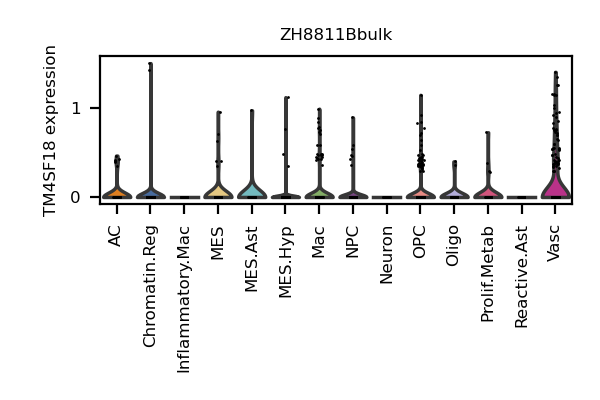 ZH8811Bbulk
TM4SF18 expression
1
0
AC
Chromatin.Reg
Inflammatory.Mac
MES
MES.Ast
MES.Hyp
Mac
NPC
Neuron
OPC
Oligo
Prolif.Metab
Reactive.Ast
Vasc